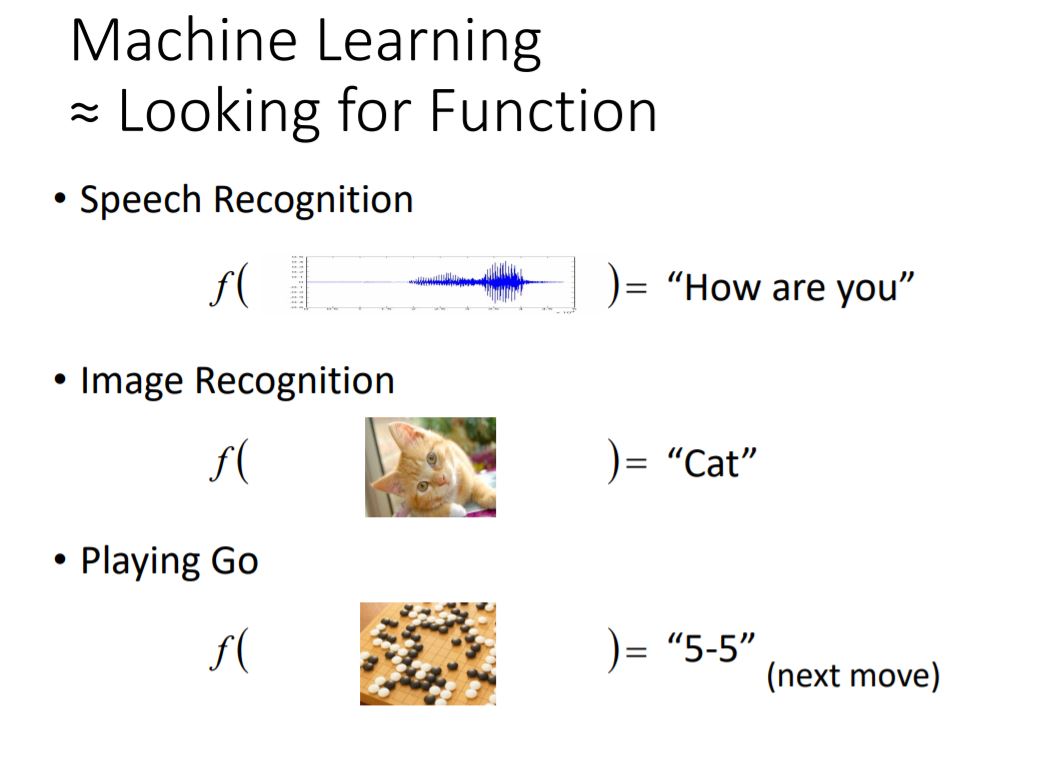 Machine Learning
≈ Looking for Function
• Speech Recognition
f( )= “How are you”
• Image Recognition
f( )= “Cat”
• Playing Go
f( )= “5-5”
(next move)